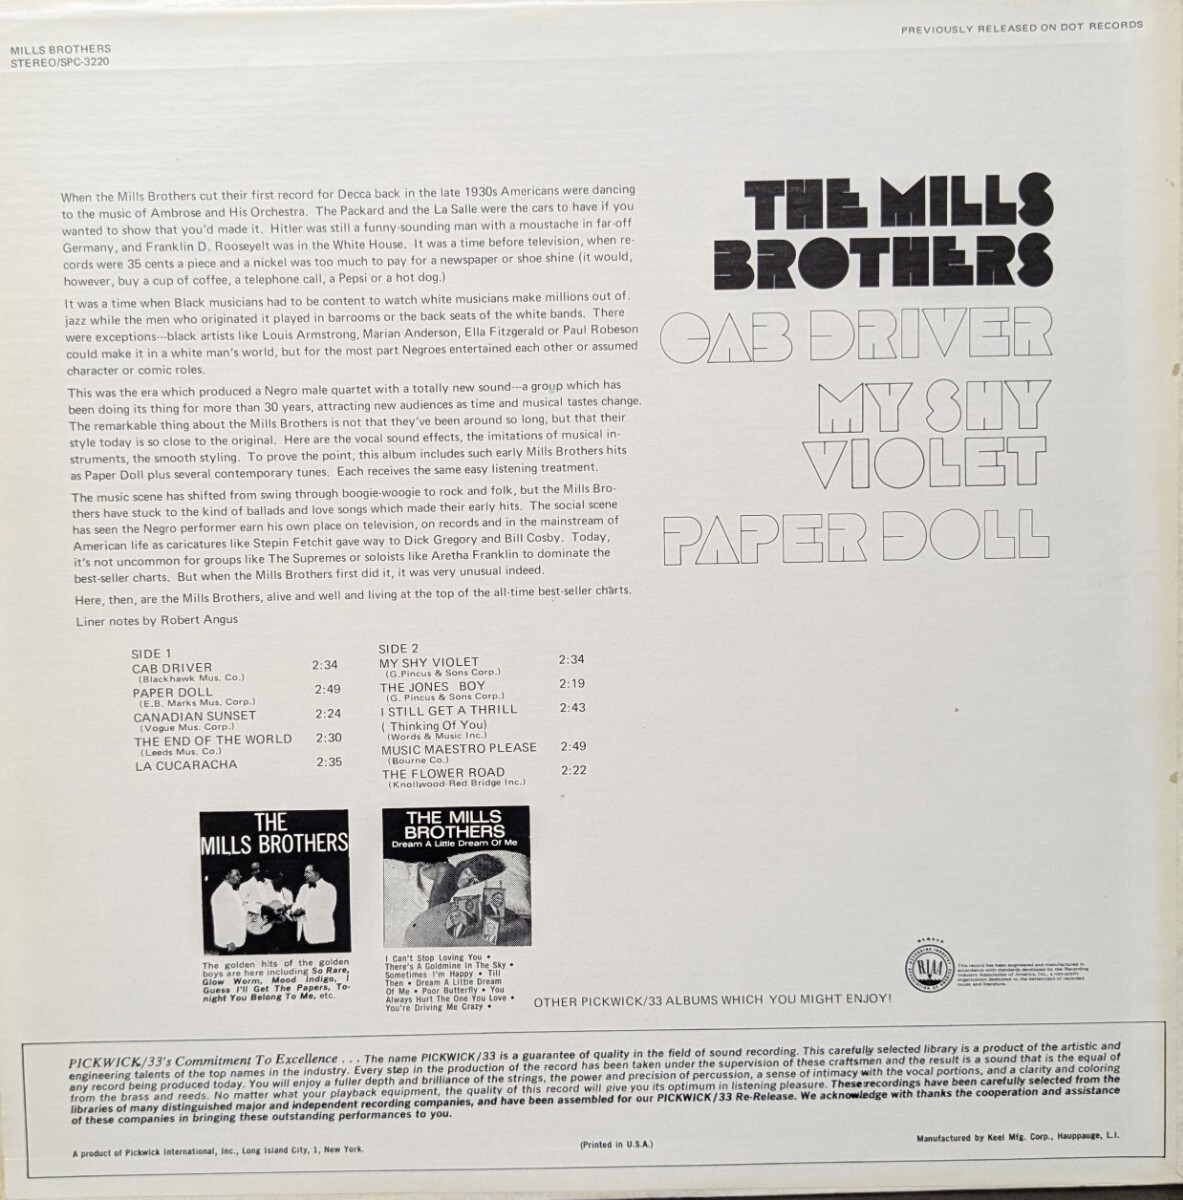 MILLS BROTHERS
STEREO/SPC-3220
PREVIOUSLY RELEASED ON DOT RECORDS
THE MILLS
BROTHERS
CAB DRIVER
MY SHY
VIOLET
PAPER DOLL
When the Mills Brothers cut their first record for Decca back in the late 1930s Americans were dancing
to the music of Ambrose and His Orchestra. The Packard and the La Salle were the cars to have if you
wanted to show that you'd made it. Hitler was still a funny-sounding man with a moustache in far-off
Germany, and Franklin D. Roosevelt was in the White House. It was a time before television, when re-
cords were 35 cents a piece and a nickel was too much to pay for a newspaper or shoe shine (it would,
however, buy a cup of coffee, a telephone call, a Pepsi or a hot dog.)
It was a time when Black musicians had to be content to watch white musicians make millions out of
jazz while the men who originated it played in barrooms or the back seats of the white bands. There
were exceptions---black artists like Louis Armstrong, Marian Anderson, Ella Fitzgerald or Paul Robeson
could make it in a white man's world, but for the most part Negroes entertained each other or assumed
character or comic roles.
This was the era which produced a Negro male quartet with a totally new sound---a group which has
been doing its thing for more than 30 years, attracting new audiences as time and musical tastes change.
The remarkable thing about the Mills Brothers is not that they've been around so long, but that their
style today is so close to the original. Here are the vocal sound effects, the imitations of musical in-
struments, the smooth styling. To prove the point, this album includes such early Mills Brothers hits
as Paper Doll plus several contemporary tunes. Each receives the same easy listening treatment.
The music scene has shifted from swing through boogie-woogie to rock and folk, but the Mills Bro-
thers have stuck to the kind of ballads and love songs which made their early hits. The social scene
has seen the Negro performer earn his own place on television, on records and in the mainstream of
American life as caricatures like Stepin Fetchit gave way to Dick Gregory and Bill Cosby. Today,
it's not uncommon for groups like The Supremes or soloists like Aretha Franklin to dominate the
best-seller charts. But when the Mills Brothers first did it, it was very unusual indeed.
Here, then, are the Mills Brothers, alive and well and living at the top of the all-time best-seller charts.
Liner notes by Robert Angus
SIDE 1
CAB DRIVER 2:34
(Blackhawk Mus. Co.)
PAPER DOLL 2:49
(E.B. Marks Mus. Corp.)
CANADIAN SUNSET 2:24
(Vogue Mus. Corp.)
THE END OF THE WORLD 2:30
(Leeds Mus. Co.)
LA CUCARACHA 2:35
SIDE 2
MY SHY VIOLET 2:34
(G.Pincus & Sons Corp.)
THE JONES BOY 2:19
(G. Pincus & Sons Corp.)
I STILL GET A THRILL 2:43
( Thinking Of You)
(Words & Music Inc.)
MUSIC MAESTRO PLEASE 2:49
(Bourne Co.)
THE FLOWER ROAD 2:22
(Knollwood Red Bridge Inc.)
THE
MILLS BROTHERS
The golden hits of the golden
boys are here including So Rare,
Glow Worm, Mood Indigo, I
Guess I'll Get The Papers, To-
night You Belong To Me, etc.
THE MILLS
BROTHERS
Dream A Little Dream Of Me
I Can't Stop Loving You •
There's A Goldmine In The Sky •
Sometimes I'm Happy • Till
Then • Dream A Little Dream
Of Me • Poor Butterfly • You
Always Hurt The One You Love •
You're Driving Me Crazy •
OTHER PICKWICK/33 ALBUMS WHICH YOU MIGHT ENJOY!
MEMBER
This record has been engineered and manufactured in
accordance with standards developed by the Recording
Industry Association of America, Inc., a non-profit
organization dedicated to the betterment of recorded
music and literature.
PICKWICK/33's Commitment To Excellence . . . The name PICKWICK/33 is a guarantee of quality in the field of sound recording. This carefully selected library is a product of the artistic and
engineering talents of the top names in the industry. Every step in the production of the record has been taken under the supervision of these craftsmen and the result is a sound that is the equal of
any record being produced today. You will enjoy a fuller depth and brilliance of the strings, the power and precision of percussion, a sense of intimacy with the vocal portions, and a clarity and coloring
from the brass and reeds. No matter what your playback equipment, the quality of this record will give you its optimum in listening pleasure. These recordings have been carefully selected from the
libraries of many distinguished major and independent recording companies, and have been assembled for our PICKWICK/33 Re-Release. We acknowledge with thanks the cooperation and assistance
of these companies in bringing these outstanding performances to you.
A product of Pickwick International, Inc., Long Island City, 1, New York.
(Printed in U.S.A.)
Manufactured by Keel Mfg. Corp., Hauppauge, L.I.